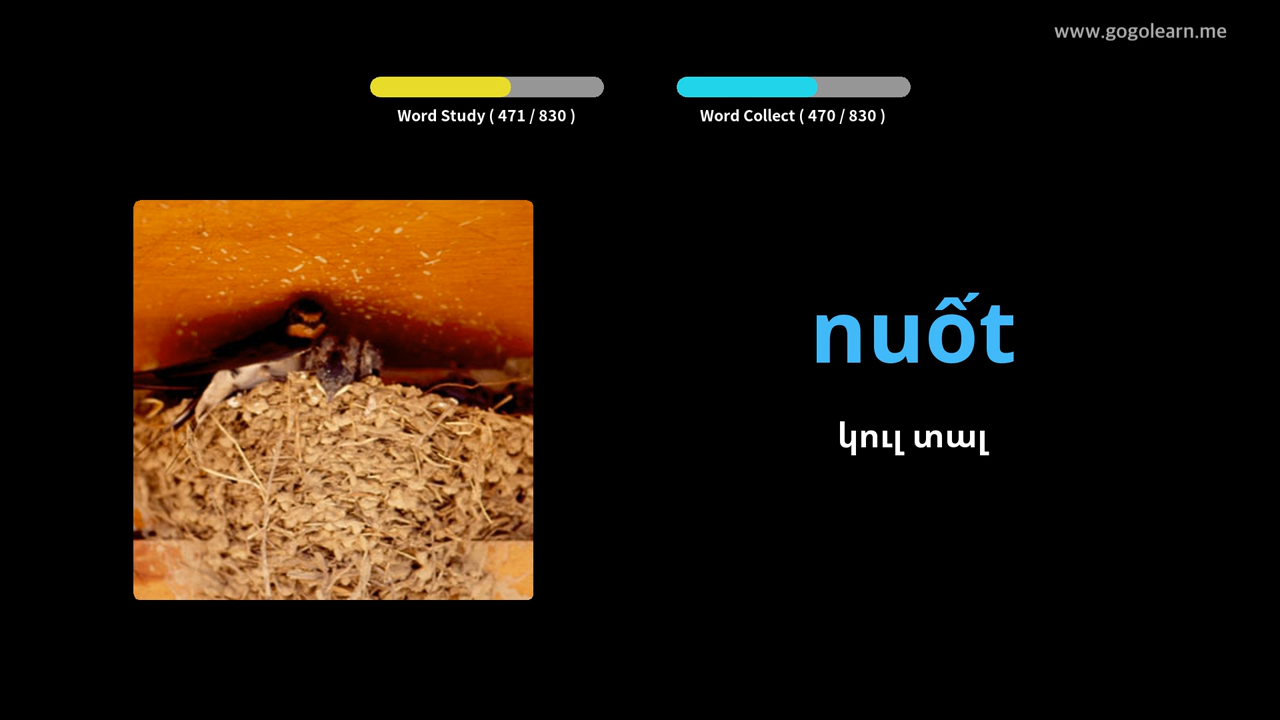 www.gogolearn.me
Word Study ( 471 / 830 )
Word Collect ( 470 / 830 )
nuốt
կուլ տալ